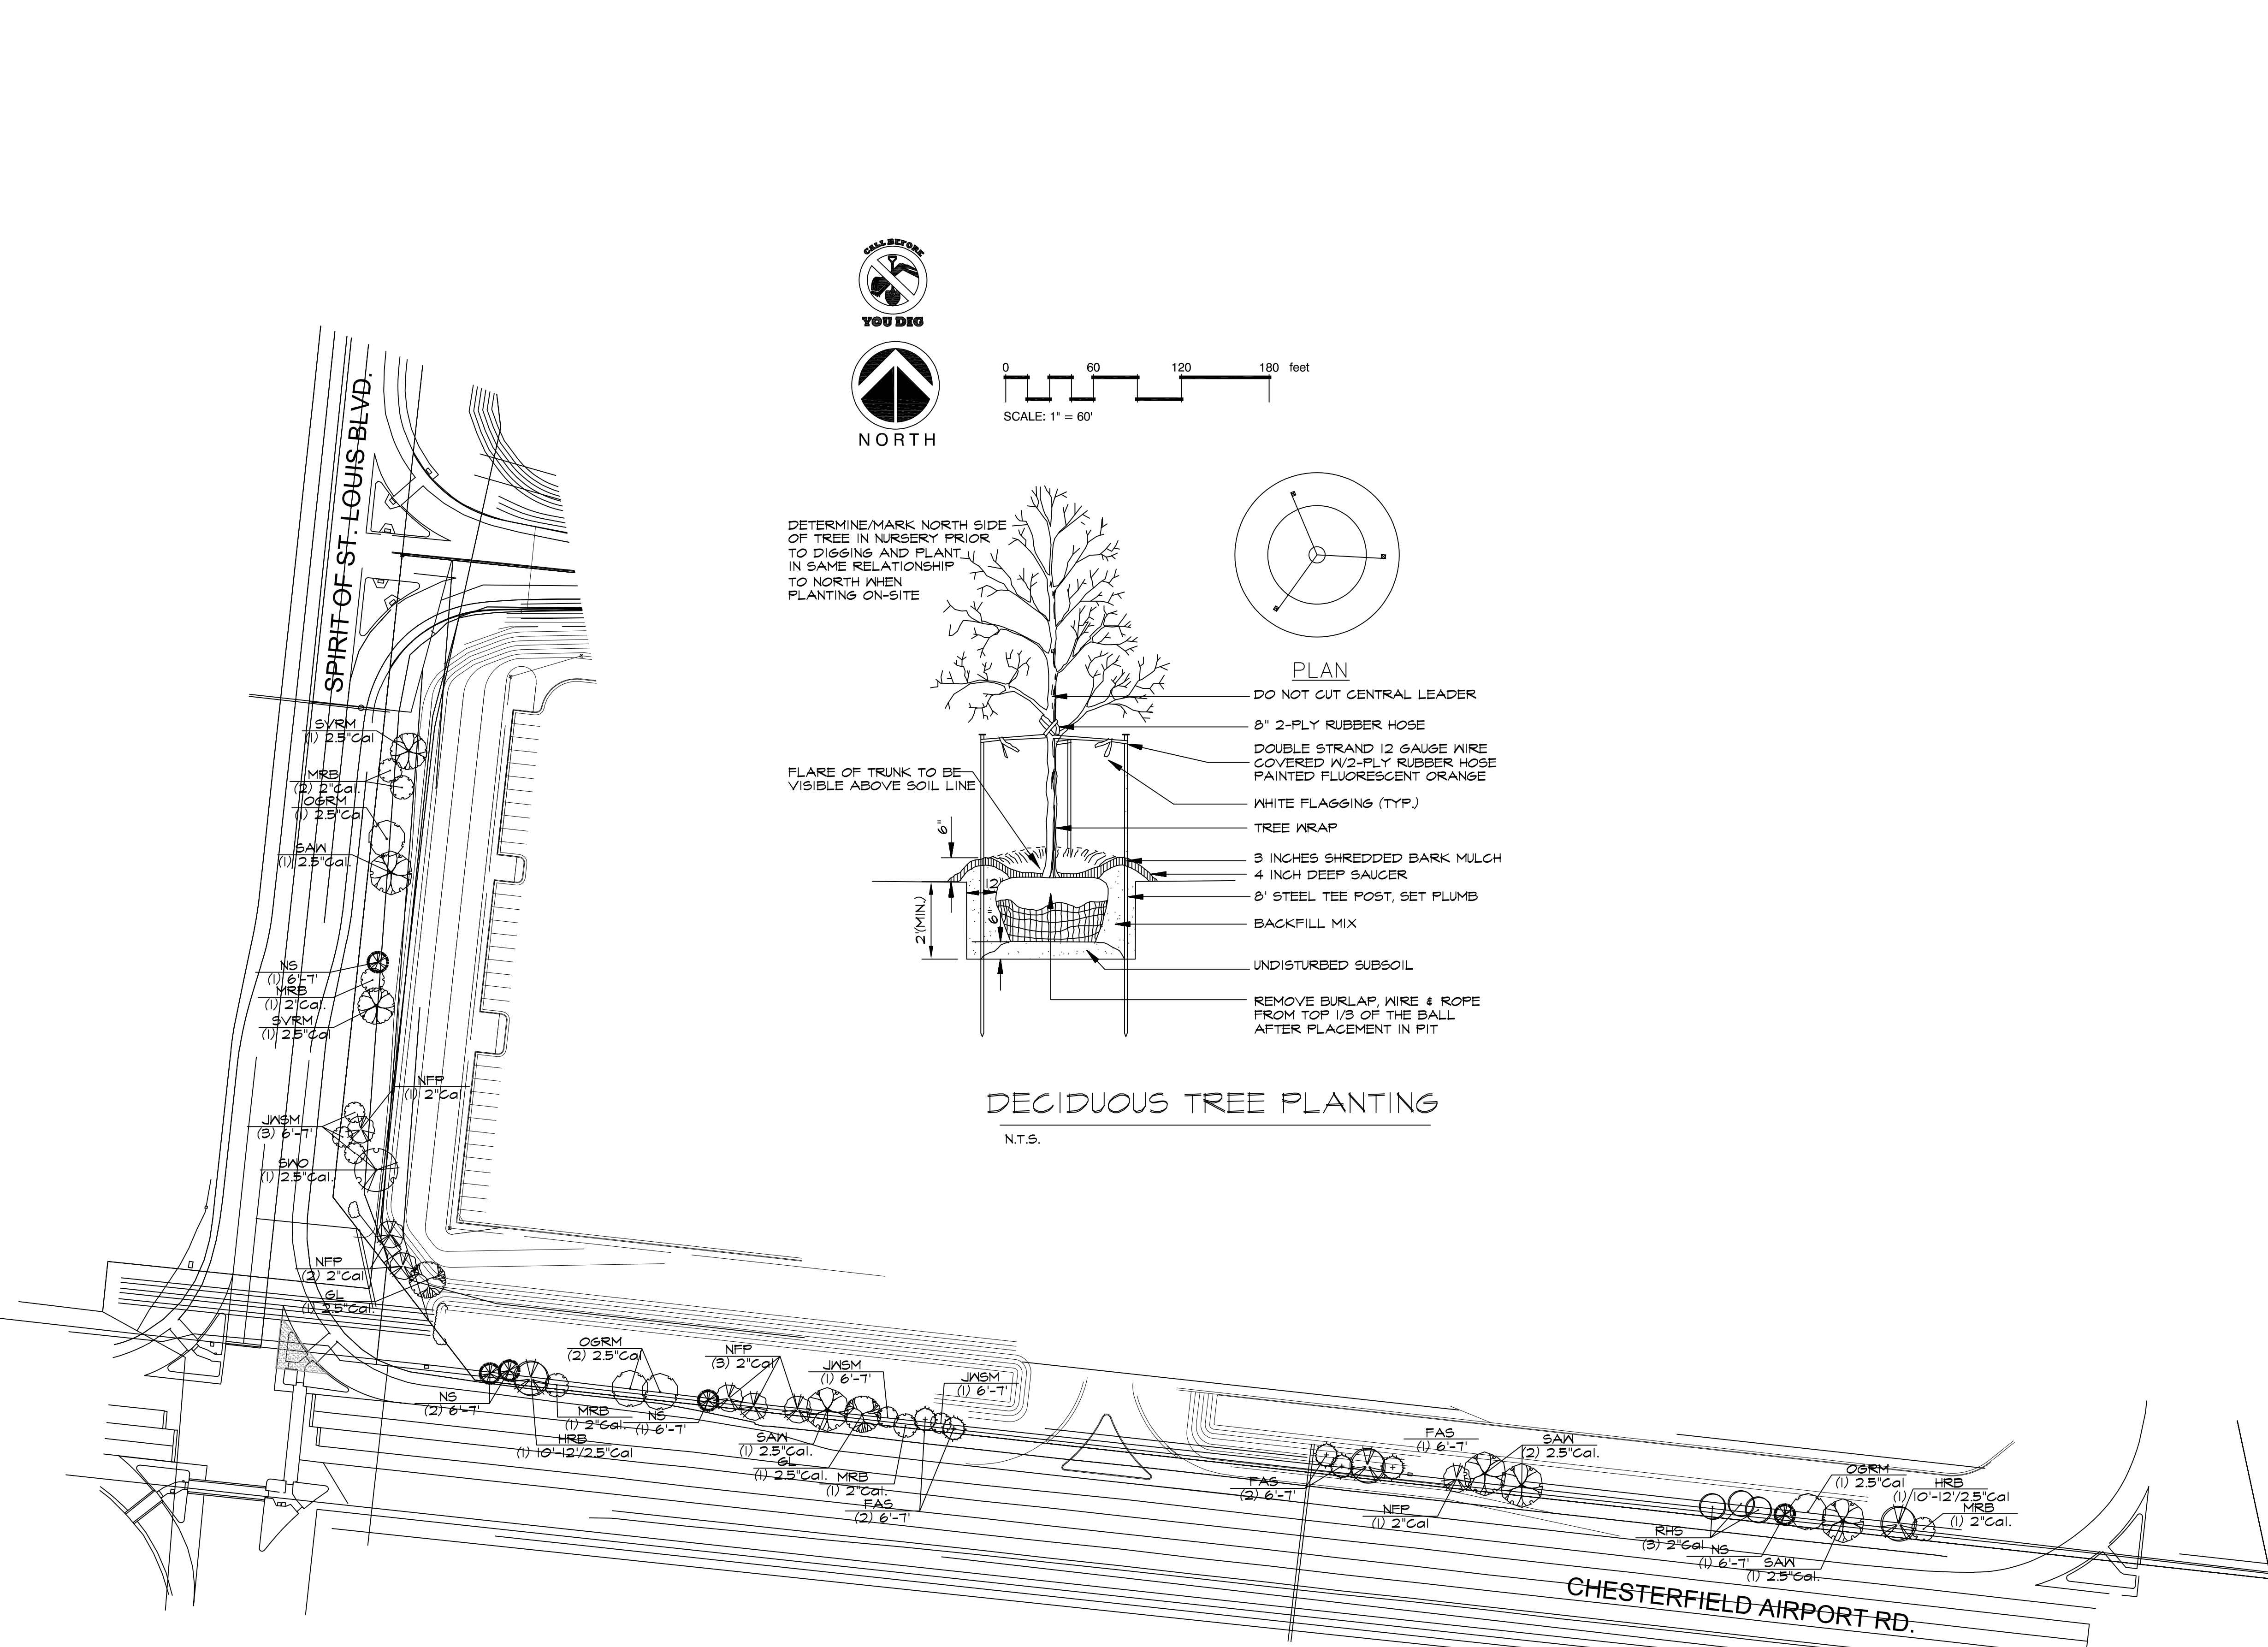 CALL BEFORE
YOU DIG
NORTH
0 60 120 180 feet
SCALE: 1" = 60'
SPIRIT OF ST. LOUIS BLVD.
DETERMINE/MARK NORTH SIDE
OF TREE IN NURSERY PRIOR
TO DIGGING AND PLANT
IN SAME RELATIONSHIP
TO NORTH WHEN
PLANTING ON-SITE
FLARE OF TRUNK TO BE
VISIBLE ABOVE SOIL LINE
6"
12"
6"
2'(MIN.)
PLAN
DO NOT CUT CENTRAL LEADER
8" 2-PLY RUBBER HOSE
DOUBLE STRAND 12 GAUGE WIRE
COVERED W/2-PLY RUBBER HOSE
PAINTED FLUORESCENT ORANGE
WHITE FLAGGING (TYP.)
TREE WRAP
3 INCHES SHREDDED BARK MULCH
4 INCH DEEP SAUCER
8' STEEL TEE POST, SET PLUMB
BACKFILL MIX
UNDISTURBED SUBSOIL
REMOVE BURLAP, WIRE & ROPE
FROM TOP 1/3 OF THE BALL
AFTER PLACEMENT IN PIT
DECIDUOUS TREE PLANTING
N.T.S.
SVRM
(1) 2.5"Cal
MRB
(2) 2"Cal.
OGRM
(1) 2.5"Cal
SAW
(1) 2.5"Cal.
NS
(1) 6'-7'
MRB
(1) 2"Cal.
SVRM
(1) 2.5"Cal
NFP
(1) 2"Cal
JWSM
(3) 6'-7'
SWO
(1) 2.5"Cal.
NFP
(2) 2"Cal
GL
(1) 2.5"Cal.
OGRM
(2) 2.5"Cal
NFP
(3) 2"Cal
JWSM
(1) 6'-7'
JWSM
(1) 6'-7'
NS
(2) 6'-7'
MRB
(1) 2"Cal.
NS
(1) 6'-7'
HRB
(1) 10'-12'/2.5"Cal
SAW
(1) 2.5"Cal.
GL
(1) 2.5"Cal.
MRB
(1) 2"Cal.
FAS
(2) 6'-7'
FAS
(1) 6'-7'
SAW
(2) 2.5"Cal.
FAS
(2) 6'-7'
NFP
(1) 2"Cal
OGRM
(1) 2.5"Cal
HRB
(1) 10'-12'/2.5"Cal
MRB
(1) 2"Cal.
RHS
(3) 2"Cal
NS
(1) 6'-7'
SAW
(1) 2.5"Cal.
CHESTERFIELD AIRPORT RD.